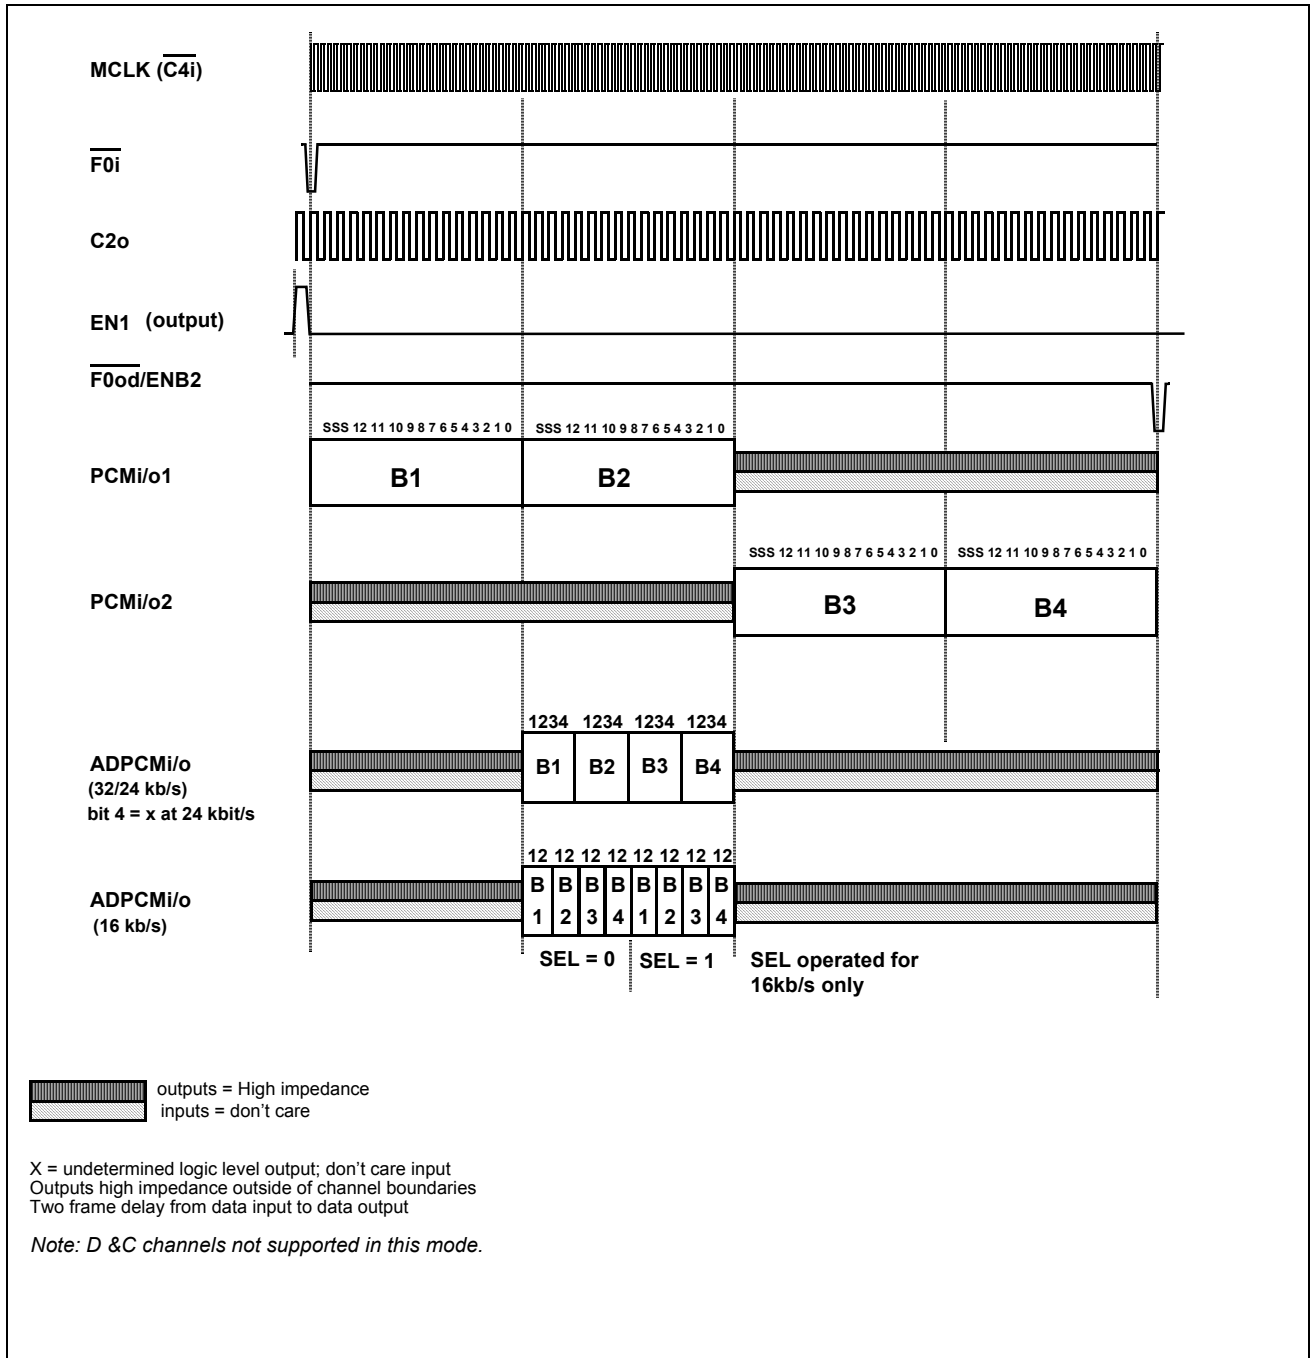 MCLK (C4i)
F0i
C2o
EN1 (output)
F0od/ENB2
SSS 12 11 10 9 8 7 6 5 4 3 2 1 0 SSS 12 11 10 9 8 7 6 5 4 3 2 1 0
PCMi/o1 B1 B2
SSS 12 11 10 9 8 7 6 5 4 3 2 1 0 SSS 12 11 10 9 8 7 6 5 4 3 2 1 0
PCMi/o2 B3 B4
1234 1234 1234 1234
ADPCMi/o B1 B2 B3 B4
(32/24 kb/s)
bit 4 = x at 24 kbit/s
12 12 12 12 12 12 12 12
B B B B B B B B
ADPCMi/o
1 2 3 4 1 2 3 4
(16 kb/s)
SEL = 0 SEL = 1 SEL operated for
16kb/s only
outputs = High impedance
inputs = don't care
X = undetermined logic level output; don't care input
Outputs high impedance outside of channel boundaries
Two frame delay from data input to data output
Note: D &C channels not supported in this mode.